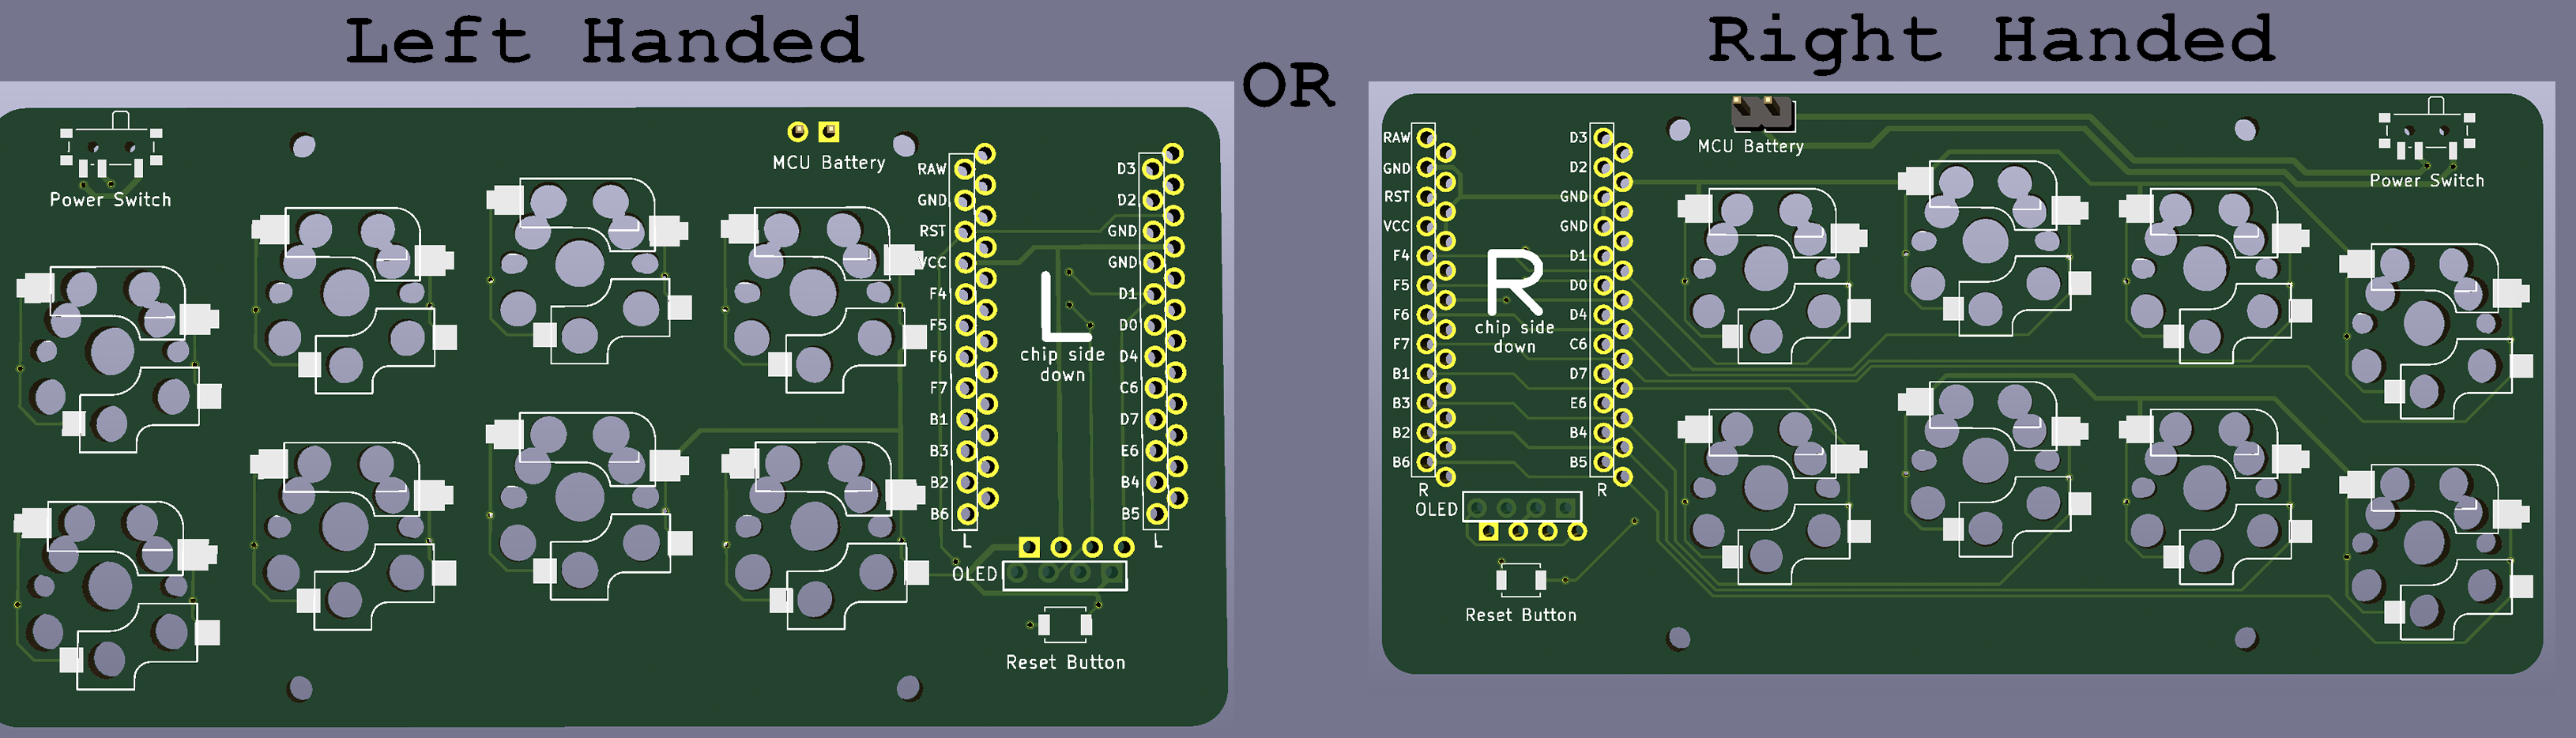 Left Handed
OR
Right Handed
Power Switch
MCU Battery
RAW
GND
RST
VCC
F4
F5
F6
F7
B1
B3
B2
B6
L
D3
D2
GND
GND
D1
D0
D4
C6
D7
E6
B4
B5
L
L
chip side
down
OLED
Reset Button
RAW
GND
RST
VCC
F4
F5
F6
F7
B1
B3
B2
B6
R
D3
D2
GND
GND
D1
D0
D4
C6
D7
E6
B4
B5
R
MCU Battery
Power Switch
R
chip side
down
OLED
Reset Button